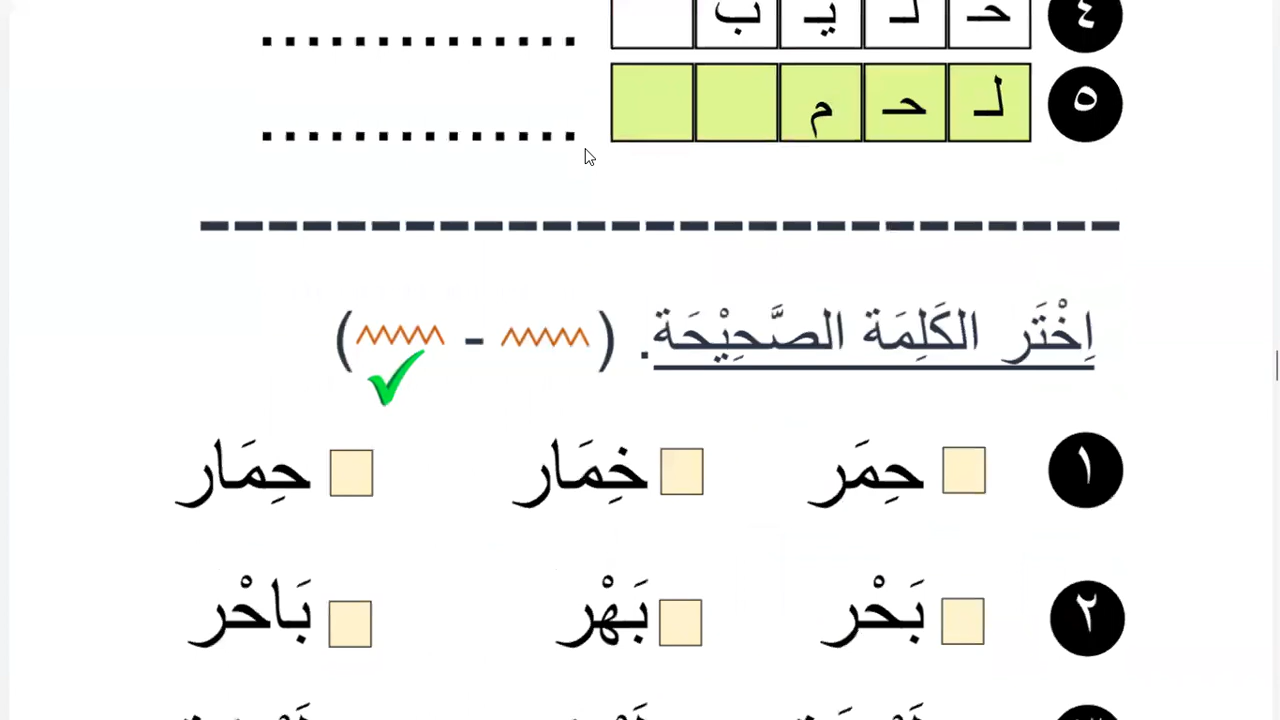 ٤ حـ لـ يـ ب ..............
٥ لـ حـ م ..............
اِخْتَر الكَلِمَة الصَّحِيْحَة. ( - )
١ حِمَر خِمَار حِمَار
٢ بَحْر بَهْر بَاحْر